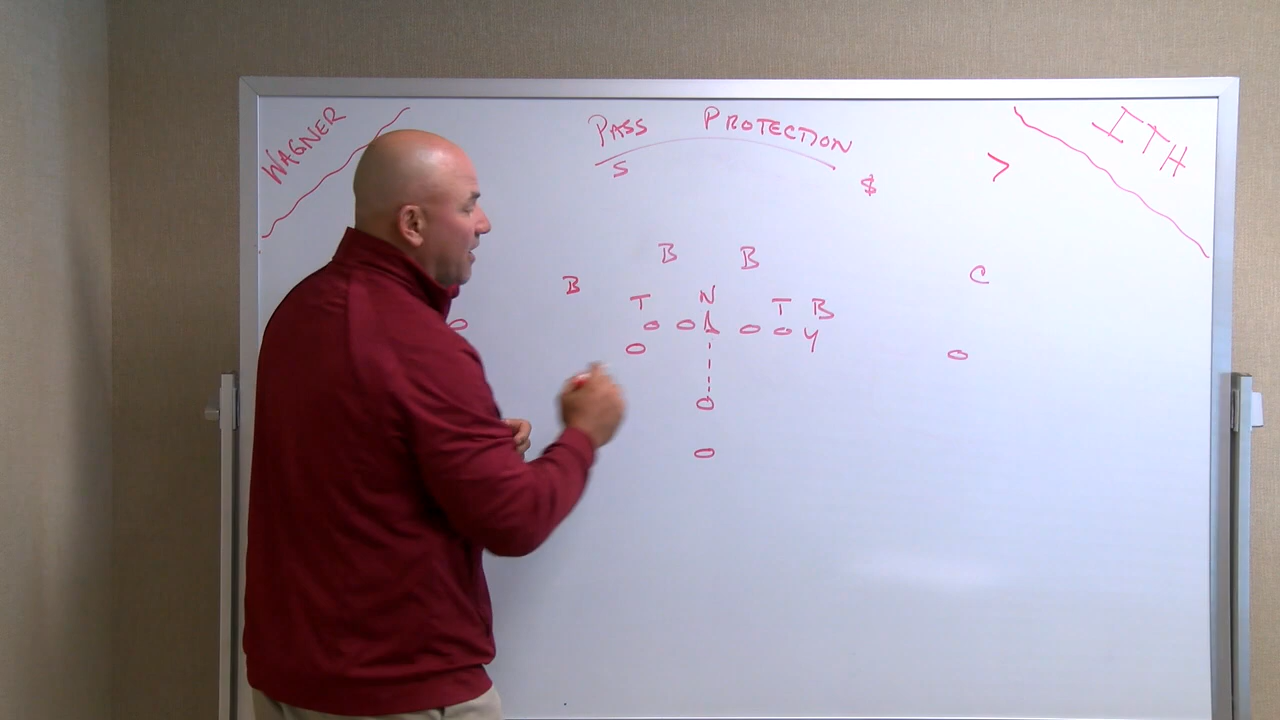 WAGNER
PASS PROTECTION
ITH
S
$
>
B B
C
B
T N T B
Y